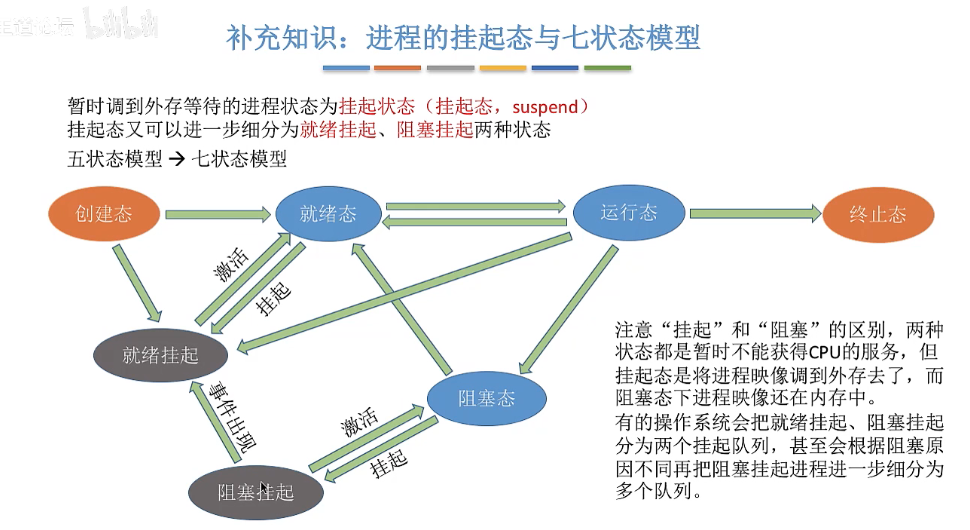 bilibili
补充知识：进程的挂起态与七状态模型
暂时调到外存等待的进程状态为挂起状态（挂起态，suspend）
挂起态又可以进一步细分为就绪挂起、阻塞挂起两种状态
五状态模型→七状态模型
创建态
就绪态
运行态
终止态
激活
挂起
就绪挂起
注意“挂起”和“阻塞”的区别，两种
状态都是暂时不能获得CPU的服务，但
挂起态是将进程映像调到外存去了，而
阻塞态下进程映像还在内存中。
有的操作系统会把就绪挂起、阻塞挂起
分为两个挂起队列，甚至会根据阻塞原
因不同再把阻塞挂起进程进一步细分为
多个队列。
阻塞态
事件出现
激活
挂起
阻塞挂起